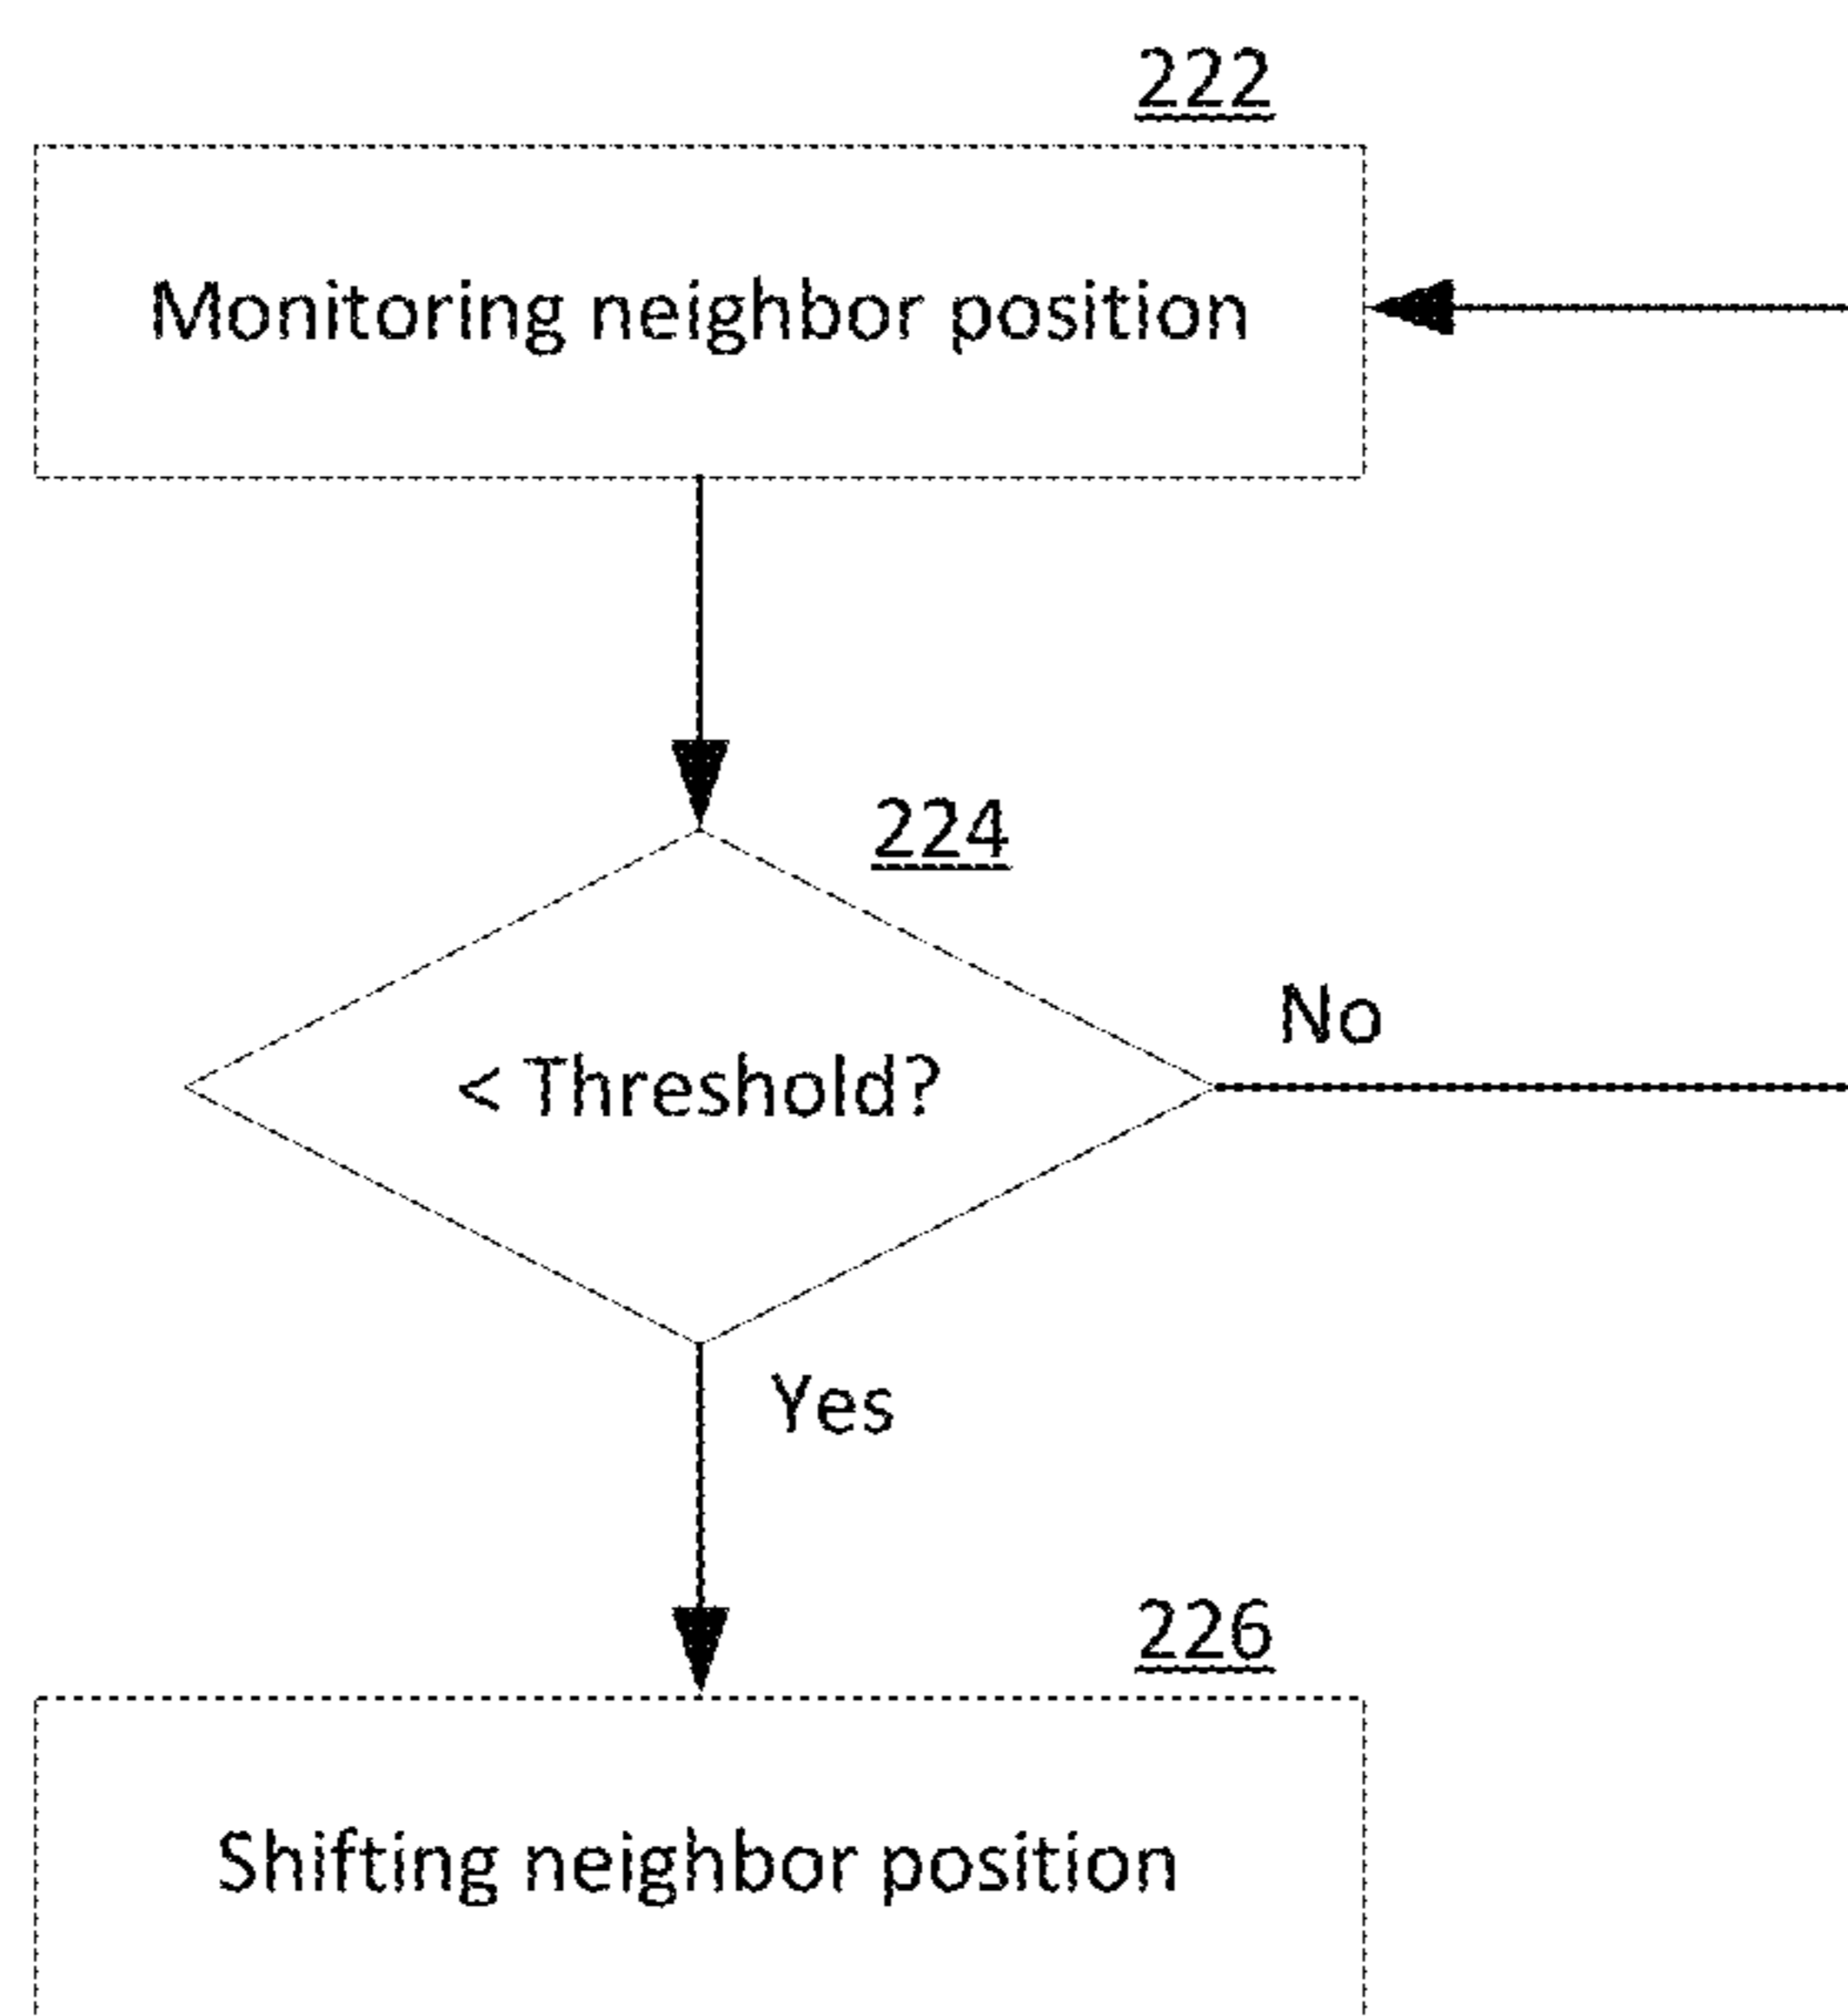 222
Monitoring neighbor position
224
No
< Threshold?
Yes
226
Shifting neighbor position